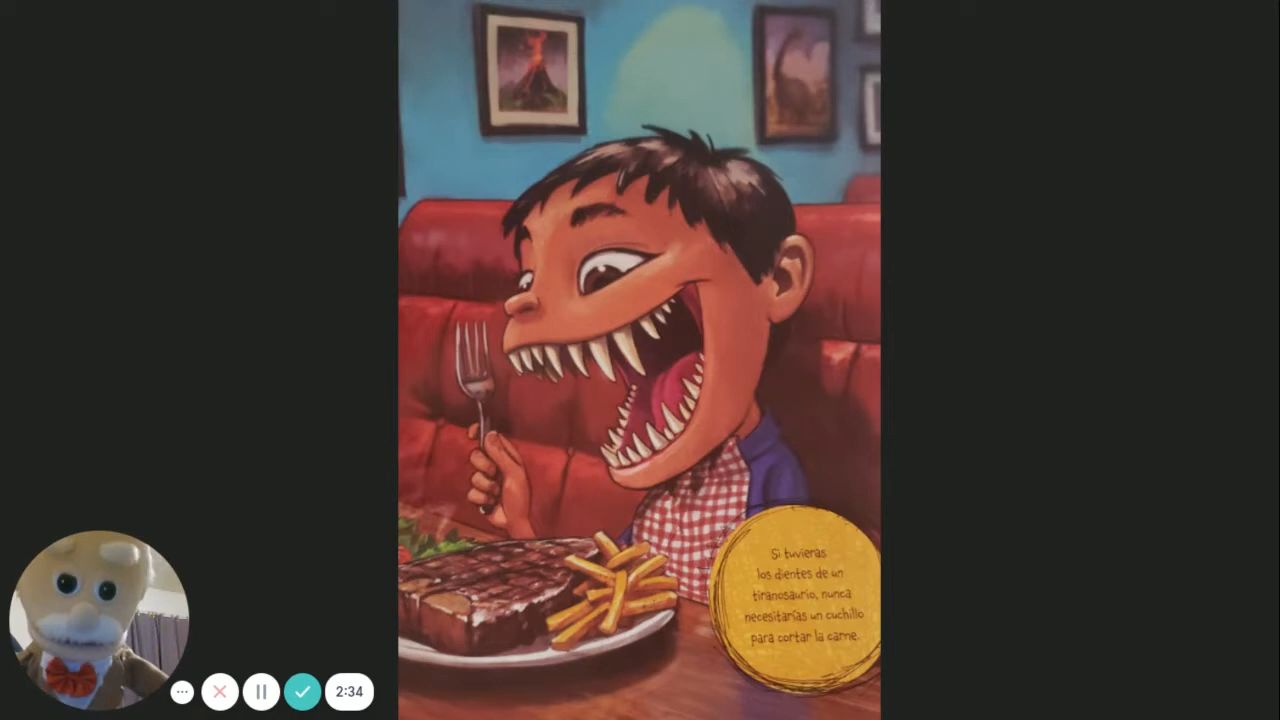 Si tuvieras
los dientes de un
tiranosaurio, nunca
necesitarías un cuchillo
para cortar la carne.
2:34